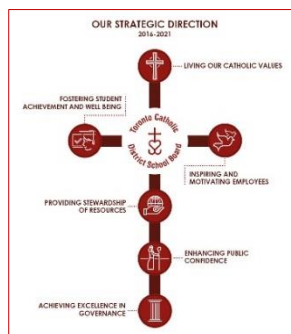 OUR STRATEGIC DIRECTION
2016-2021
LIVING OUR CATHOLIC VALUES
FOSTERING STUDENT
ACHIEVEMENT AND WELL BEING
Toronto Catholic
District School Board
INSPIRING AND
MOTIVATING EMPLOYEES
PROVIDING STEWARDSHIP
OF RESOURCES
ENHANCING PUBLIC
CONFIDENCE
ACHIEVING EXCELLENCE IN
GOVERNANCE